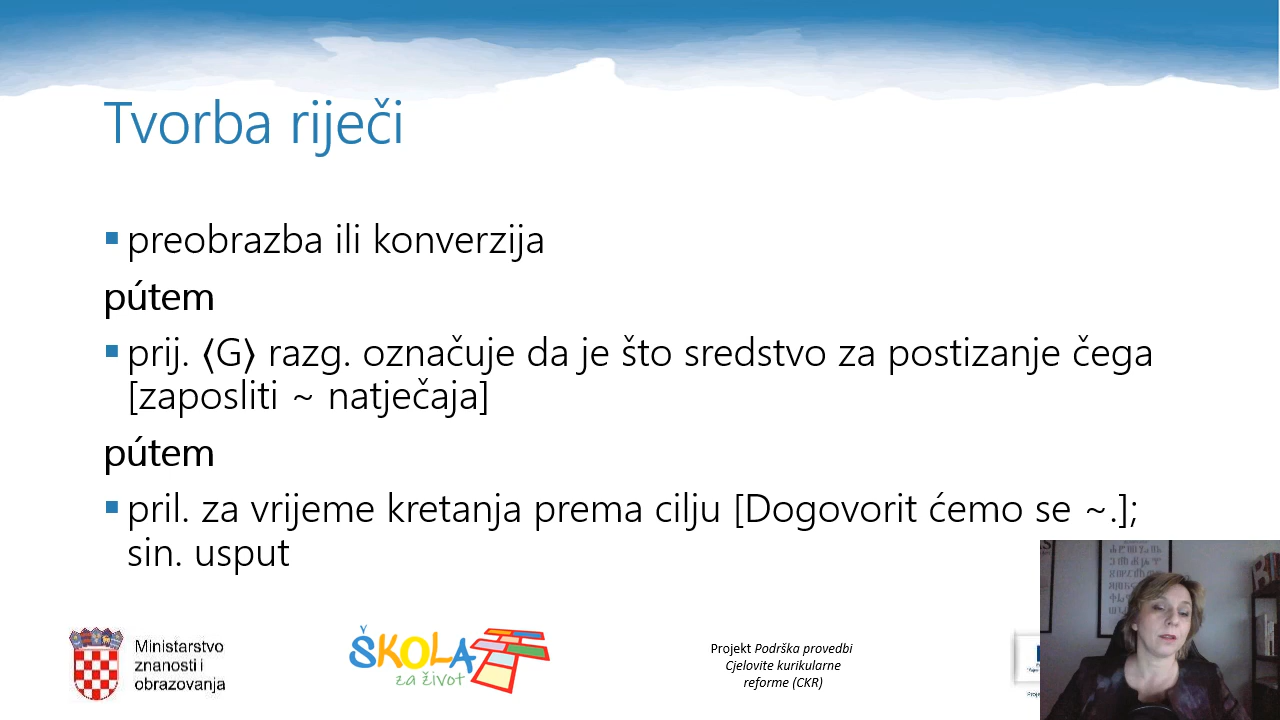 Tvorba riječi
preobrazba ili konverzija
pútem
prij. ⟨G⟩ razg. označuje da je što sredstvo za postizanje čega
[zaposliti ~ natječaja]
pútem
pril. za vrijeme kretanja prema cilju [Dogovorit ćemo se ~.];
sin. usput
Ministarstvo
znanosti i
obrazovanja
ŠKOLA
za život
Projekt Podrška provedbi
Cjelovite kurikularne
reforme (CKR)